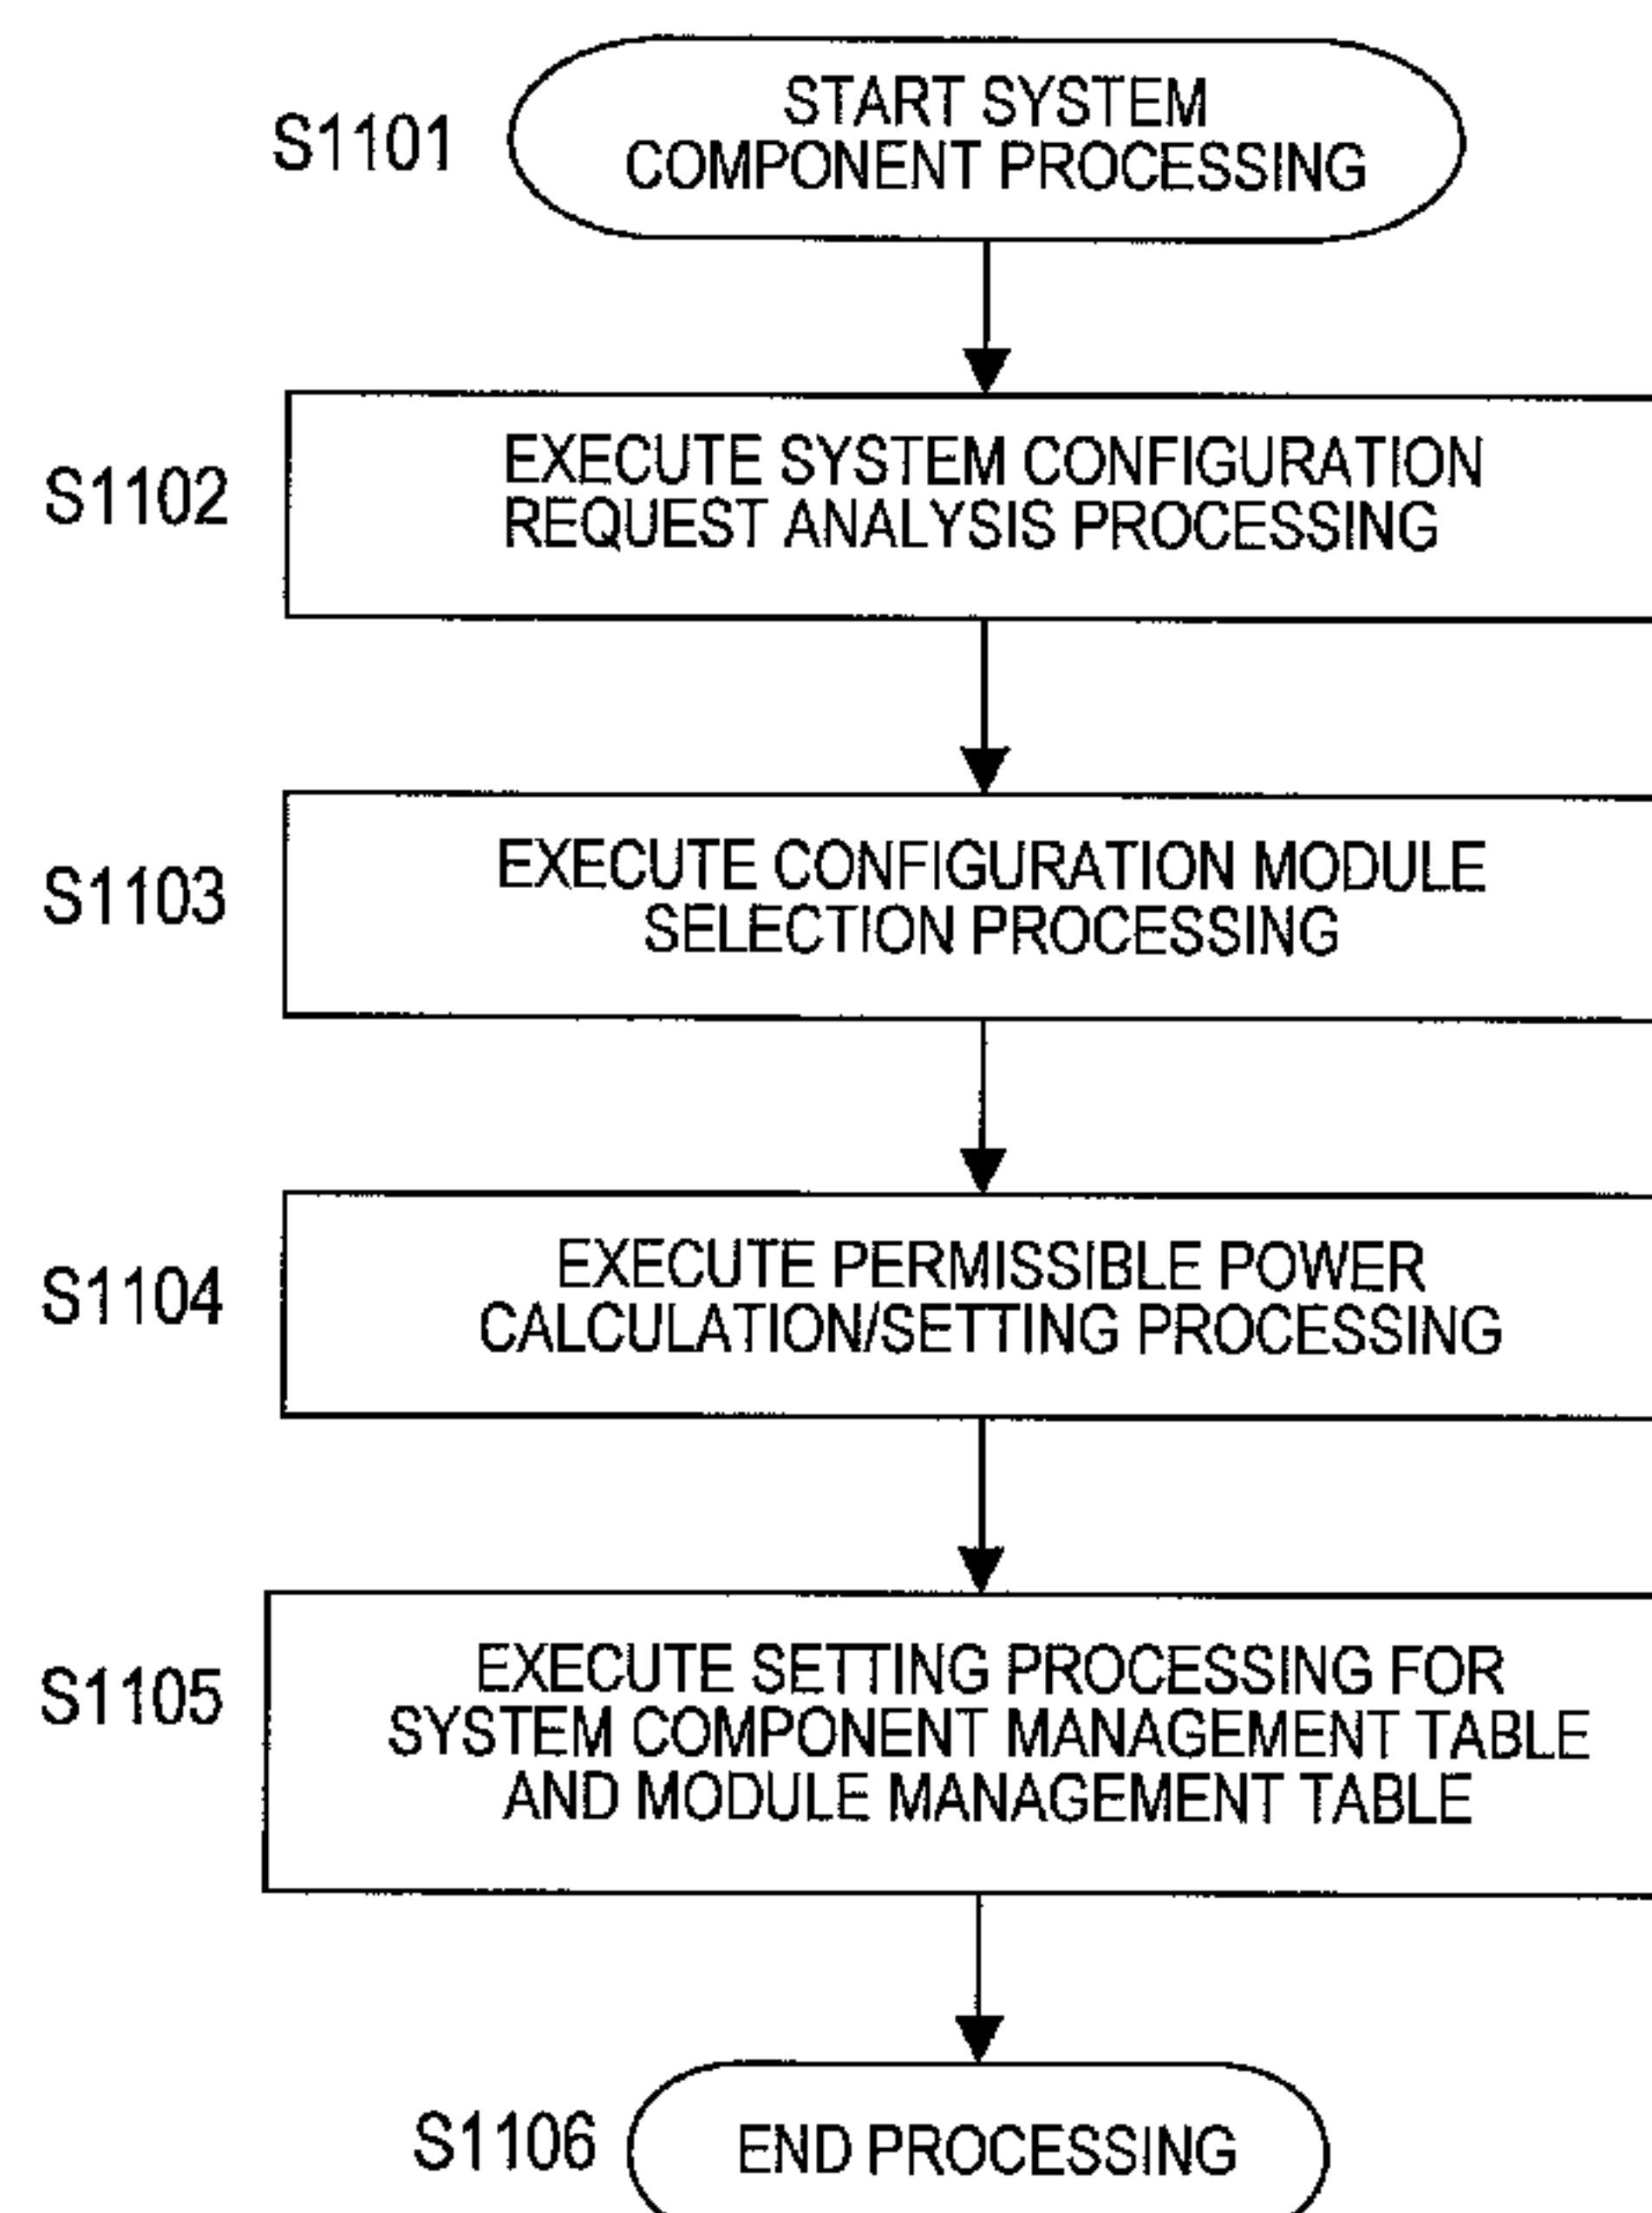 S1101
START SYSTEM
COMPONENT PROCESSING
S1102
EXECUTE SYSTEM CONFIGURATION
REQUEST ANALYSIS PROCESSING
S1103
EXECUTE CONFIGURATION MODULE
SELECTION PROCESSING
S1104
EXECUTE PERMISSIBLE POWER
CALCULATION/SETTING PROCESSING
S1105
EXECUTE SETTING PROCESSING FOR
SYSTEM COMPONENT MANAGEMENT TABLE
AND MODULE MANAGEMENT TABLE
S1106
END PROCESSING